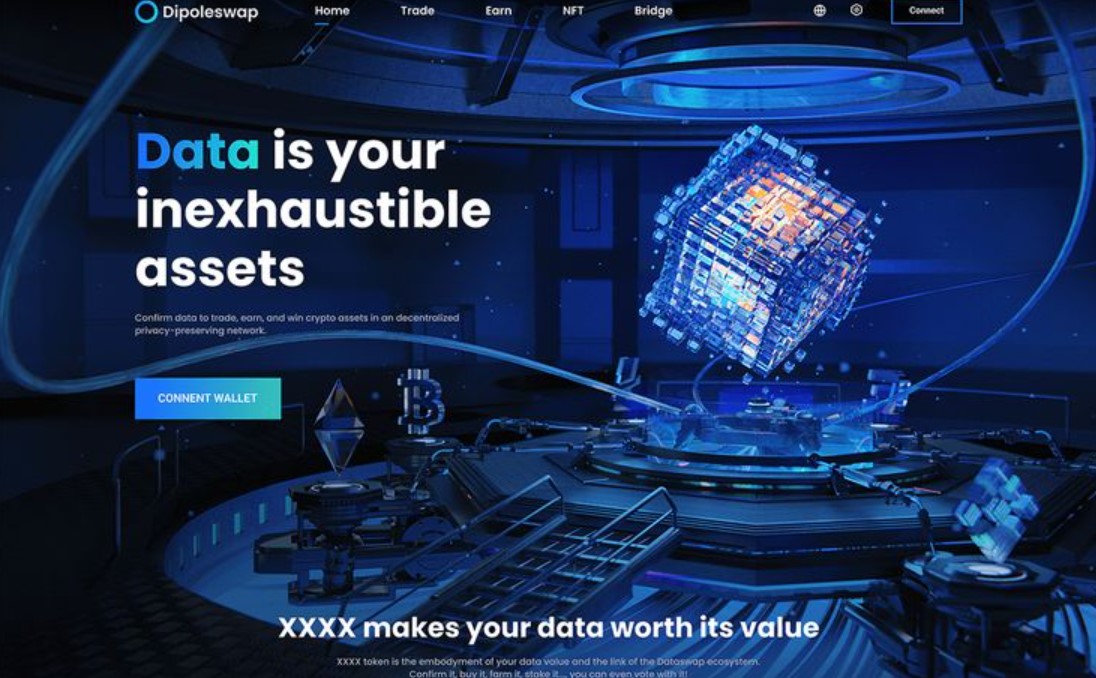 Dipoleswap
Home Trade Earn NFT Bridge Connect
Data is your
inexhaustible
assets
Confirm data to trade, earn, and win crypto assets in an decentralized
privacy-preserving network.
CONNENT WALLET
XXXX makes your data worth its value
XXXX token is the embodyment of your data value and the link of the Dataswap ecosystem.
Confirm it, buy it, farm it, stake it..., you can even vote with it!